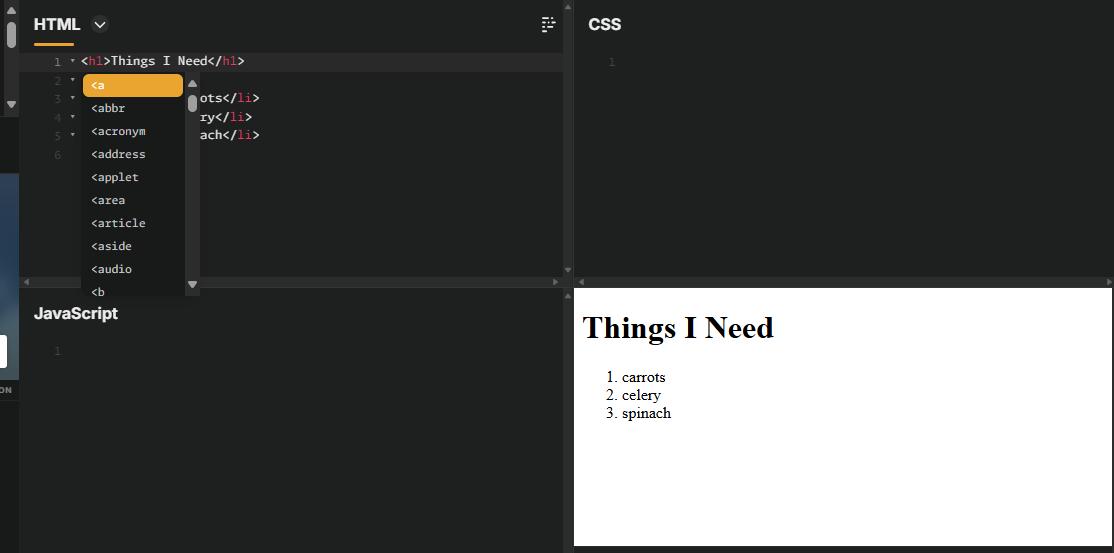 HTML
1 <h1>Things I Need</h1>
2
3 ots</li>
4 ry</li>
5 ach</li>
6
<a
<abbr
<acronym
<address
<applet
<area
<article
<aside
<audio
<b
CSS
1
JavaScript
1
ON
Things I Need
1. carrots
2. celery
3. spinach